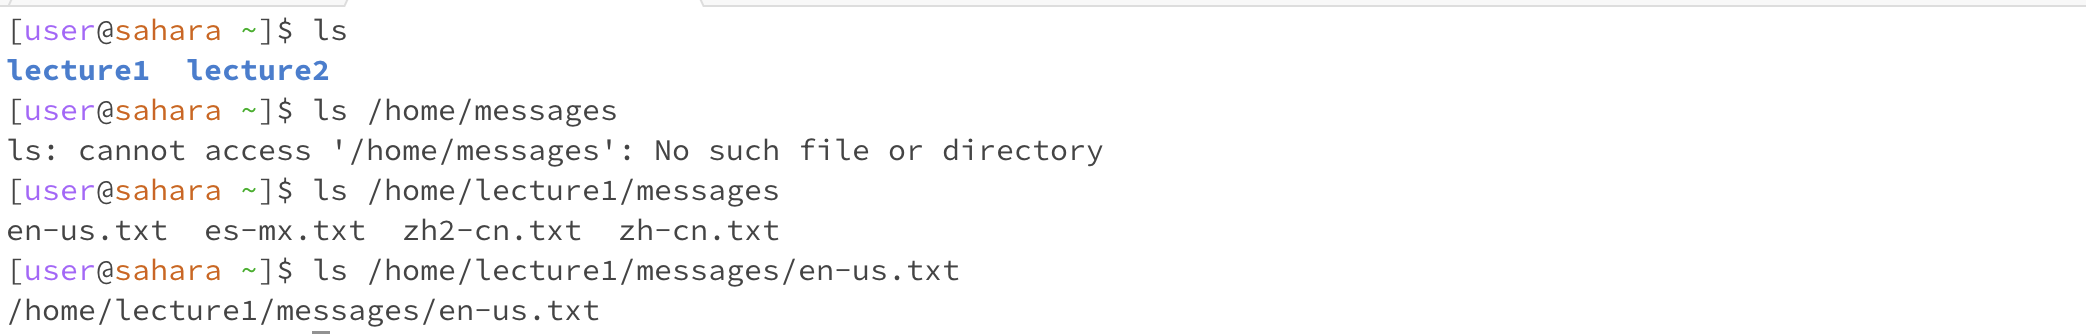 [user@sahara ~]$ ls
lecture1  lecture2
[user@sahara ~]$ ls /home/messages
ls: cannot access '/home/messages': No such file or directory
[user@sahara ~]$ ls /home/lecture1/messages
en-us.txt  es-mx.txt  zh2-cn.txt  zh-cn.txt
[user@sahara ~]$ ls /home/lecture1/messages/en-us.txt
/home/lecture1/messages/en-us.txt